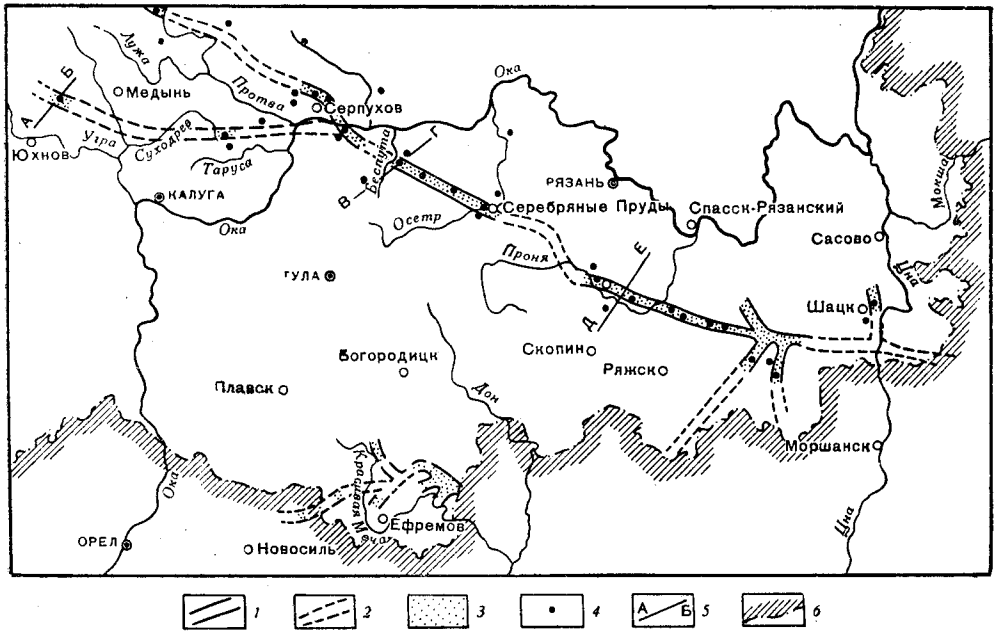 Лужа
Б
Медынь
Протва
Ока
Серпухов
А
Угра
Юхнов
Суходрев
Таруса
Беспута
Г
В
КАЛУГА
Ока
РЯЗАНЬ
Мокша
Осетр
Серебряные Пруды
Спасск-Рязанский
Сасово
Проня
Е
Цна
ТУЛА
Д
Шацк
Богородицк
Скопин
Ряжск
Плавск
Дон
Моршанск
Ока
Красивая Меча
Ефремов
ОРЕЛ
Новосиль
Цна
1 2 3 4 А Б 5 6